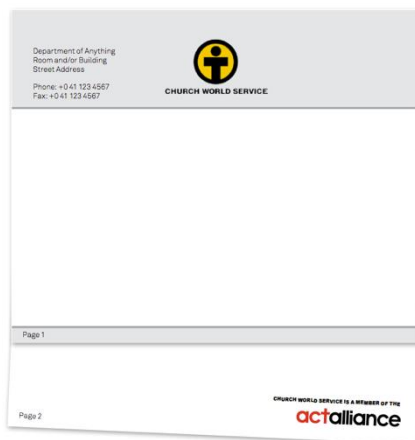 Department of Anything
Room and/or Building
Street Address
Phone: +0 41 123 4567
Fax: +0 41 123 4567
CHURCH WORLD SERVICE
Page 1
CHURCH WORLD SERVICE IS A MEMBER OF THE
actalliance
Page 2